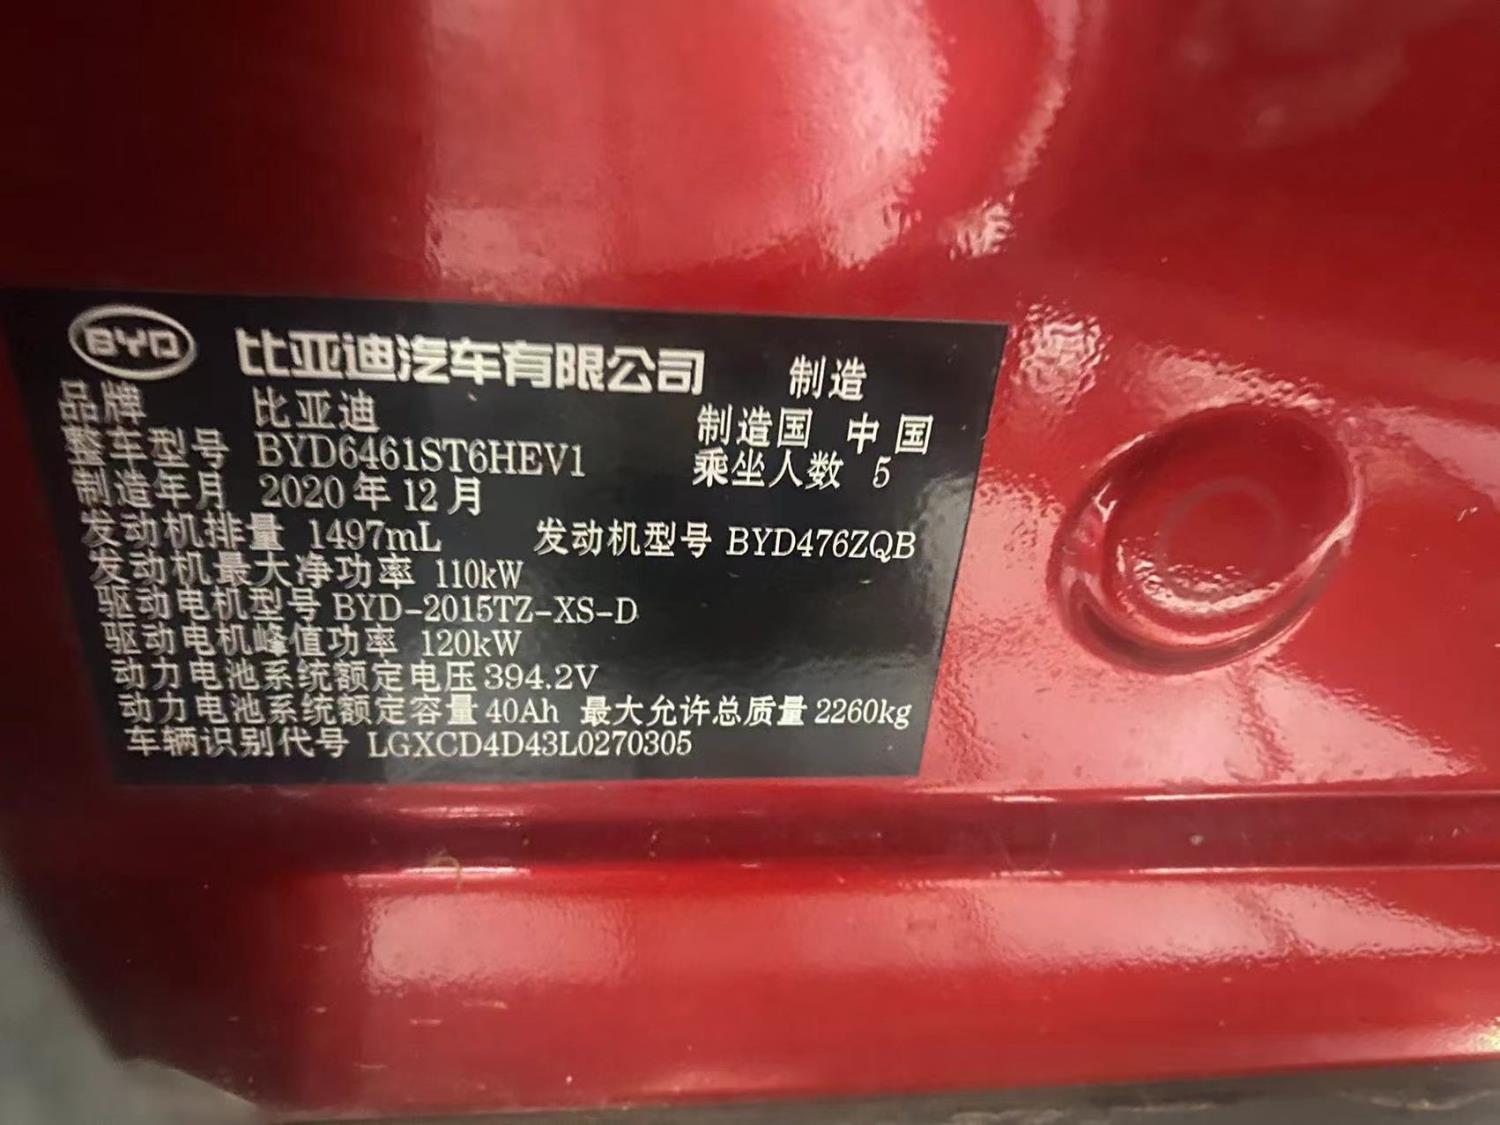 BYD 比亚迪汽车有限公司 制造
品牌 比亚迪 制造国 中国
整车型号 BYD6461ST6HEV1 乘坐人数 5
制造年月 2020年12月
发动机排量 1497mL 发动机型号 BYD476ZQB
发动机最大净功率 110kW
驱动电机型号 BYD-2015TZ-XS-D
驱动电机峰值功率 120kW
动力电池系统额定电压 394.2V
动力电池系统额定容量 40Ah 最大允许总质量 2260kg
车辆识别代号 LGXCD4D43L0270305